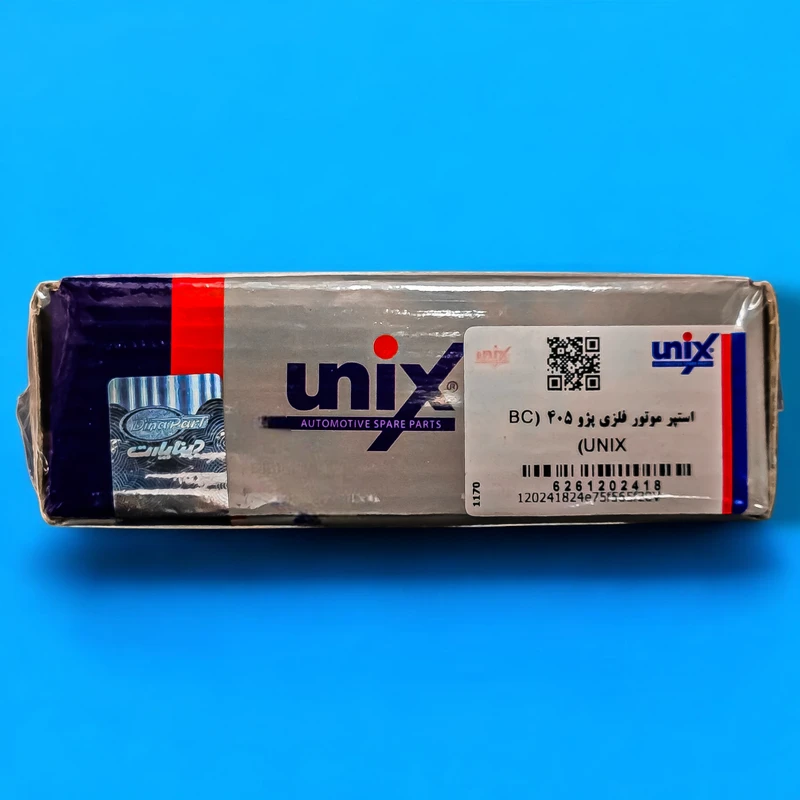 unix®
AUTOMOTIVE SPARE PARTS
DinaPart
دیناپارت
unix
unix
استپر موتور فلزی پژو ۴۰۵ (BC
UNIX)
6261202418
1170